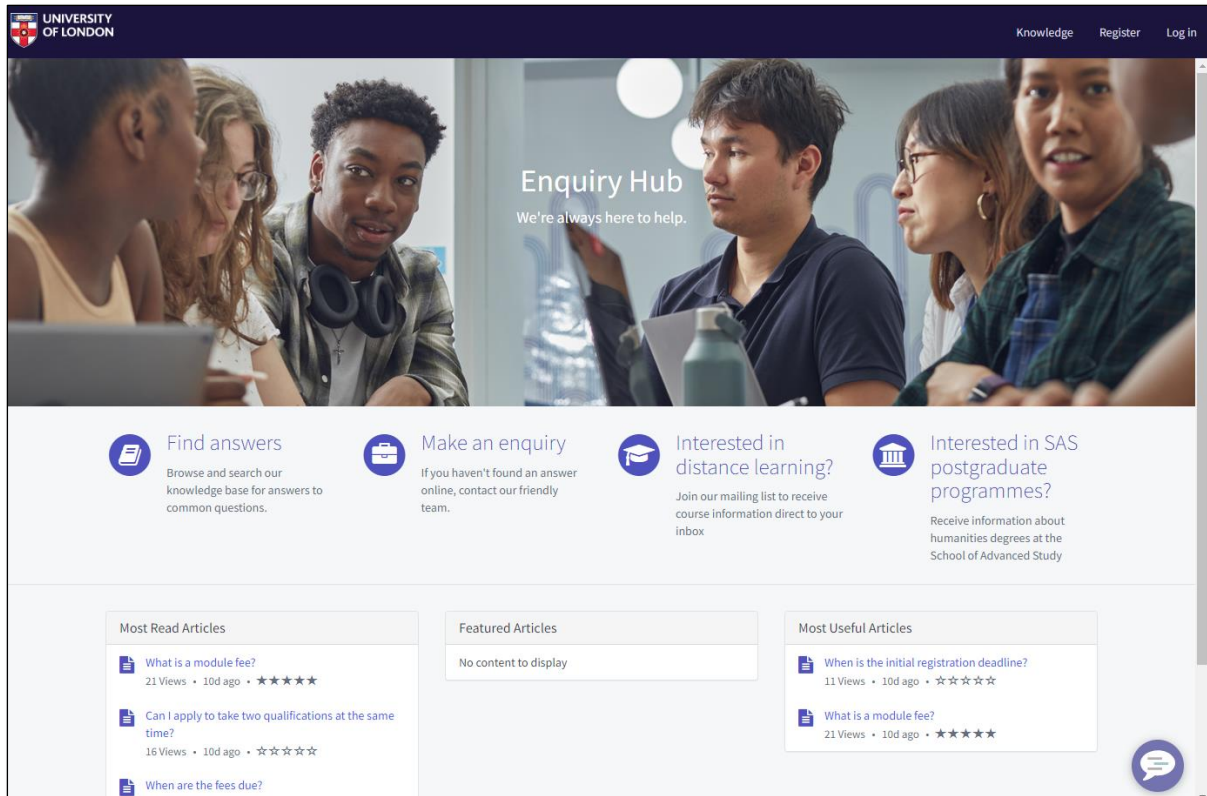 UNIVERSITY
OF LONDON
Knowledge Register Log in
Enquiry Hub
We're always here to help.
Find answers
Browse and search our
knowledge base for answers to
common questions.
Make an enquiry
If you haven't found an answer
online, contact our friendly
team.
Interested in
distance learning?
Join our mailing list to receive
course information direct to your
inbox
Interested in SAS
postgraduate
programmes?
Receive information about
humanities degrees at the
School of Advanced Study
Most Read Articles
What is a module fee?
21 Views • 10d ago • ★★★★★
Can I apply to take two qualifications at the same
time?
16 Views • 10d ago • ☆☆☆☆☆
When are the fees due?
Featured Articles
No content to display
Most Useful Articles
When is the initial registration deadline?
11 Views • 10d ago • ☆☆☆☆☆
What is a module fee?
21 Views • 10d ago • ★★★★★